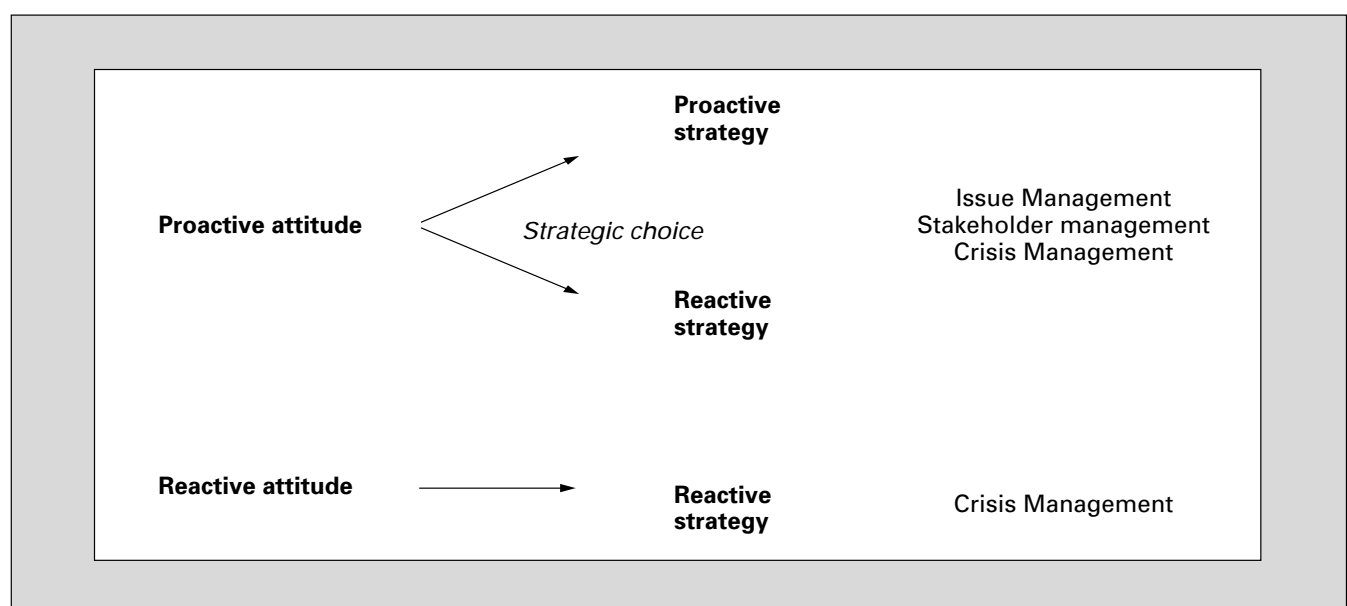 Proactive
strategy
Proactive attitude
Strategic choice
Issue Management
Stakeholder management
Crisis Management
Reactive
strategy
Reactive attitude
Reactive
strategy
Crisis Management